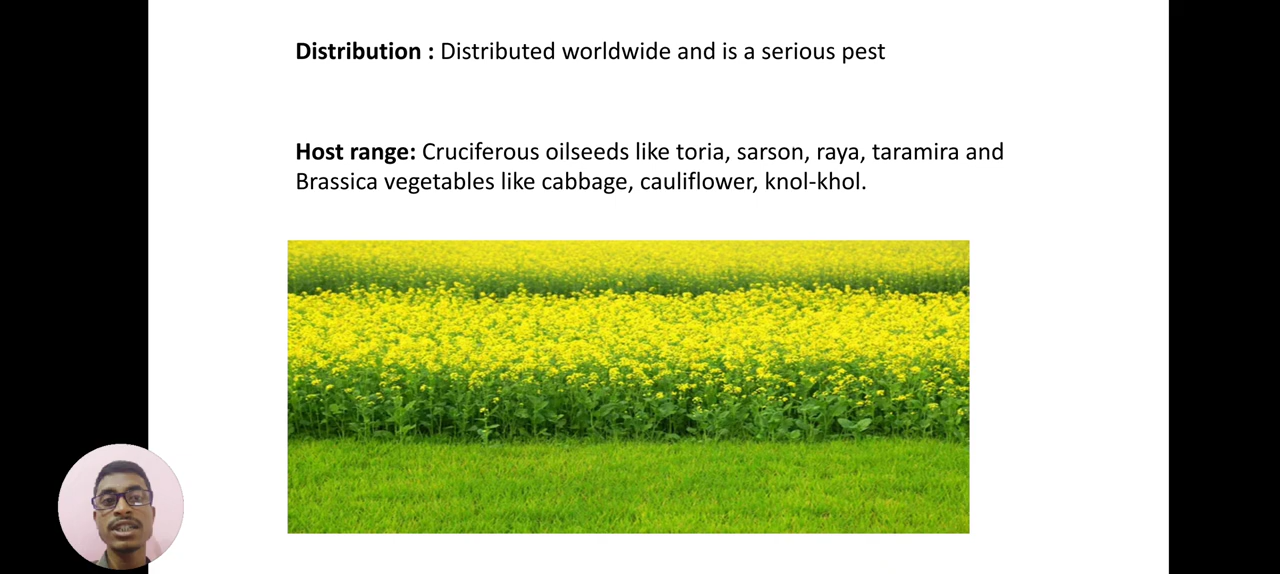 Distribution : Distributed worldwide and is a serious pest
Host range: Cruciferous oilseeds like toria, sarson, raya, taramira and
Brassica vegetables like cabbage, cauliflower, knol-khol.